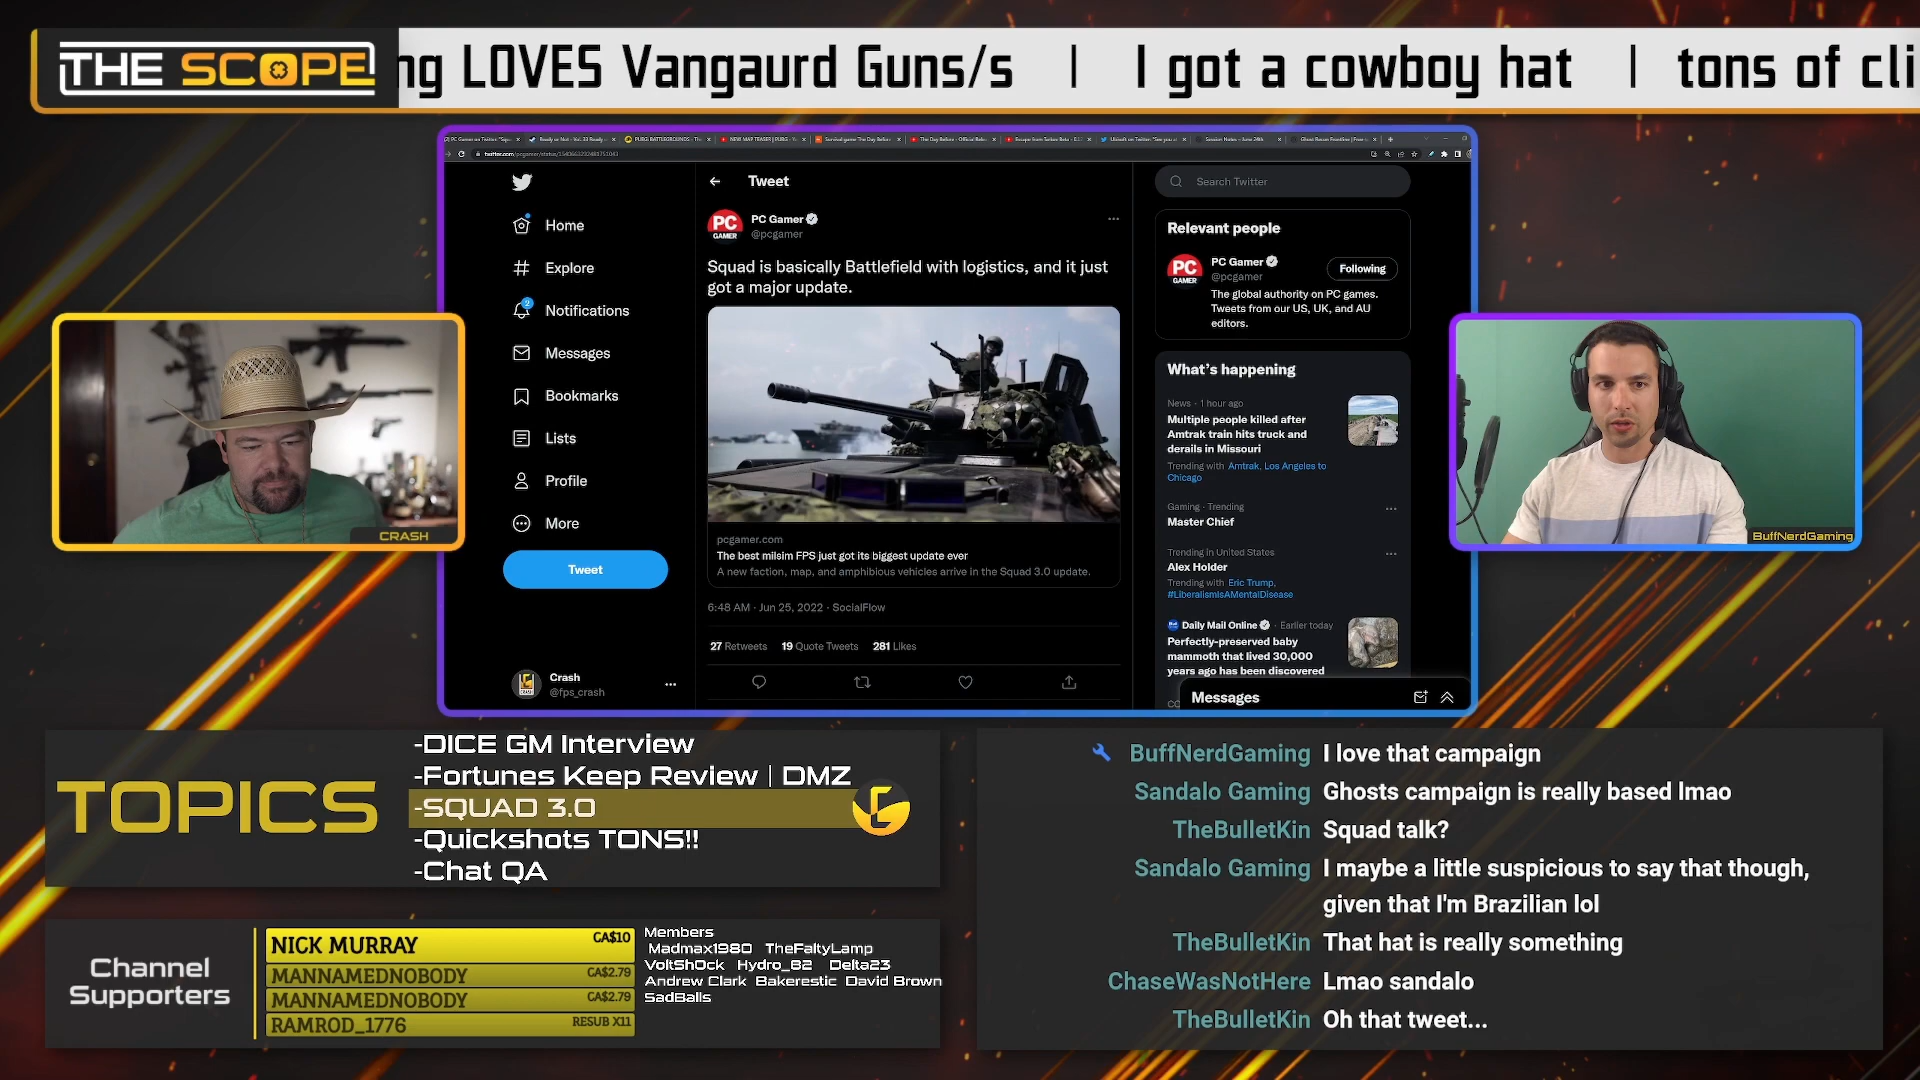 THE SCOPE
ng LOVES Vangaurd Guns/s | I got a cowboy hat | tons of cli
twitter.com/pcgamer/status/1540663292481751043
Tweet
Search Twitter
Home
Explore
2
Notifications
Messages
Bookmarks
Lists
Profile
More
Tweet
Crash
@fps_crash
PC GAMER
PC Gamer
@pcgamer
Squad is basically Battlefield with logistics, and it just
got a major update.
pcgamer.com
The best milsim FPS just got its biggest update ever
A new faction, map, and amphibious vehicles arrive in the Squad 3.0 update.
6:48 AM · Jun 25, 2022 · SocialFlow
27 Retweets 19 Quote Tweets 281 Likes
Relevant people
PC GAMER
PC Gamer
@pcgamer
Following
The global authority on PC games.
Tweets from our US, UK, and AU
editors.
What's happening
News · 1 hour ago
Multiple people killed after
Amtrak train hits truck and
derails in Missouri
Trending with Amtrak, Los Angeles to
Chicago
Gaming · Trending
Master Chief
Trending in United States
Alex Holder
Trending with Eric Trump,
#LiberalismIsAMentalDisease
Daily Mail Online · Earlier today
Perfectly-preserved baby
mammoth that lived 30,000
years ago has been discovered
Messages
CRASH
BuffNerdGaming
TOPICS
-DICE GM Interview
-Fortunes Keep Review | DMZ
-SQUAD 3.0
-Quickshots TONS!!
-Chat QA
Channel
Supporters
NICK MURRAY CA$10
MANNAMEDNOBODY CA$2.79
MANNAMEDNOBODY CA$2.79
RAMROD_1776 RESUB X11
Members
Madmax1980 TheFaltyLamp
VoltSh0ck Hydro_62 Delta23
Andrew Clark Bakerestic David Brown
SadBalls
BuffNerdGaming I love that campaign
Sandalo Gaming Ghosts campaign is really based lmao
TheBulletKin Squad talk?
Sandalo Gaming I maybe a little suspicious to say that though,
given that I'm Brazilian lol
TheBulletKin That hat is really something
ChaseWasNotHere Lmao sandalo
TheBulletKin Oh that tweet...